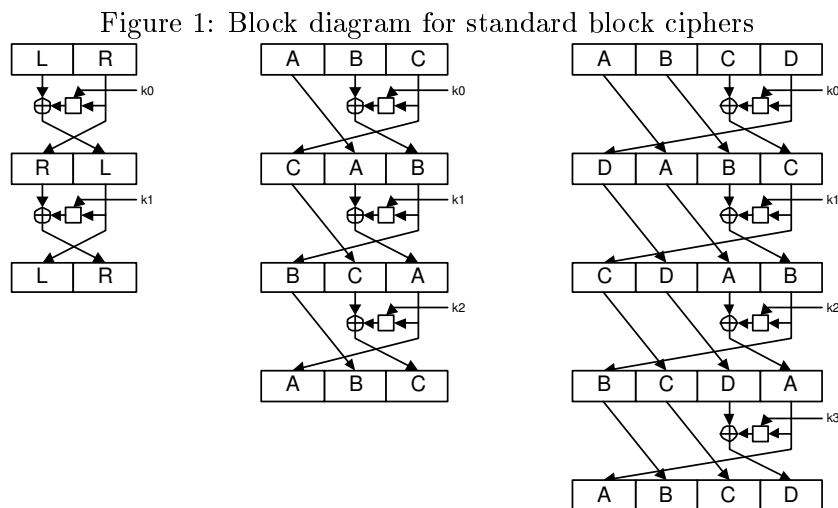 Figure 1: Block diagram for standard block ciphers
L R A B C A B C D
k0 k0 k0
R L C A B D A B C
k1 k1 k1
L R B C A C D A B
k2 k2
A B C B C D A
k3
A B C D